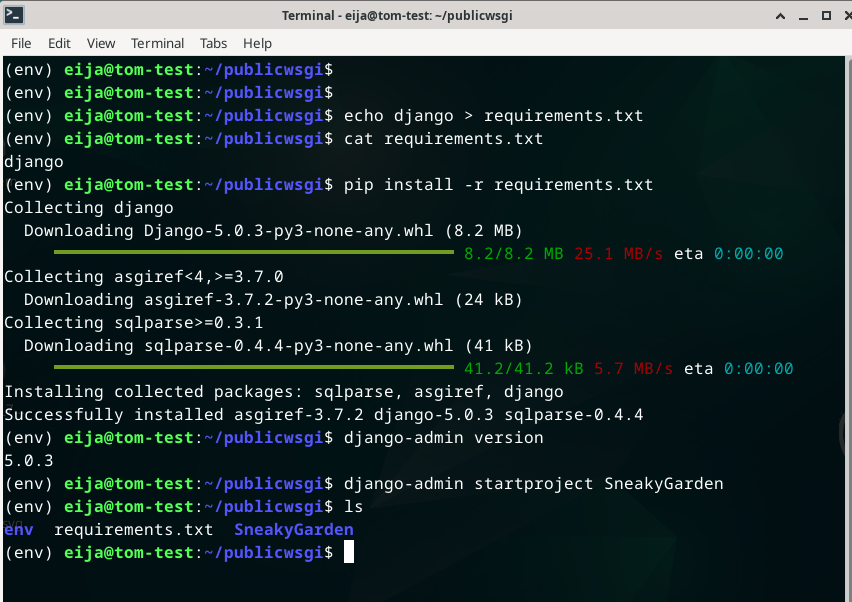 Terminal - eija@tom-test: ~/publicwsgi
File Edit View Terminal Tabs Help
(env) eija@tom-test:~/publicwsgi$
(env) eija@tom-test:~/publicwsgi$
(env) eija@tom-test:~/publicwsgi$ echo django > requirements.txt
(env) eija@tom-test:~/publicwsgi$ cat requirements.txt
django
(env) eija@tom-test:~/publicwsgi$ pip install -r requirements.txt
Collecting django
  Downloading Django-5.0.3-py3-none-any.whl (8.2 MB)
8.2/8.2 MB 25.1 MB/s eta 0:00:00
Collecting asgiref<4,>=3.7.0
  Downloading asgiref-3.7.2-py3-none-any.whl (24 kB)
Collecting sqlparse>=0.3.1
  Downloading sqlparse-0.4.4-py3-none-any.whl (41 kB)
41.2/41.2 kB 5.7 MB/s eta 0:00:00
Installing collected packages: sqlparse, asgiref, django
Successfully installed asgiref-3.7.2 django-5.0.3 sqlparse-0.4.4
(env) eija@tom-test:~/publicwsgi$ django-admin version
5.0.3
(env) eija@tom-test:~/publicwsgi$ django-admin startproject SneakyGarden
(env) eija@tom-test:~/publicwsgi$ ls
env  requirements.txt  SneakyGarden
(env) eija@tom-test:~/publicwsgi$